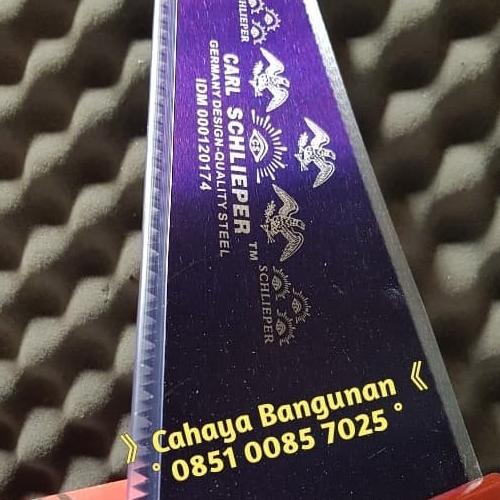 SCHLIEPER
CARL SCHLIEPER TM
GERMANY DESIGN-QUALITY STEEL
IDM 000120174
SCHLIEPER
》 Cahaya Bangunan 《
° 0851 0085 7025 °